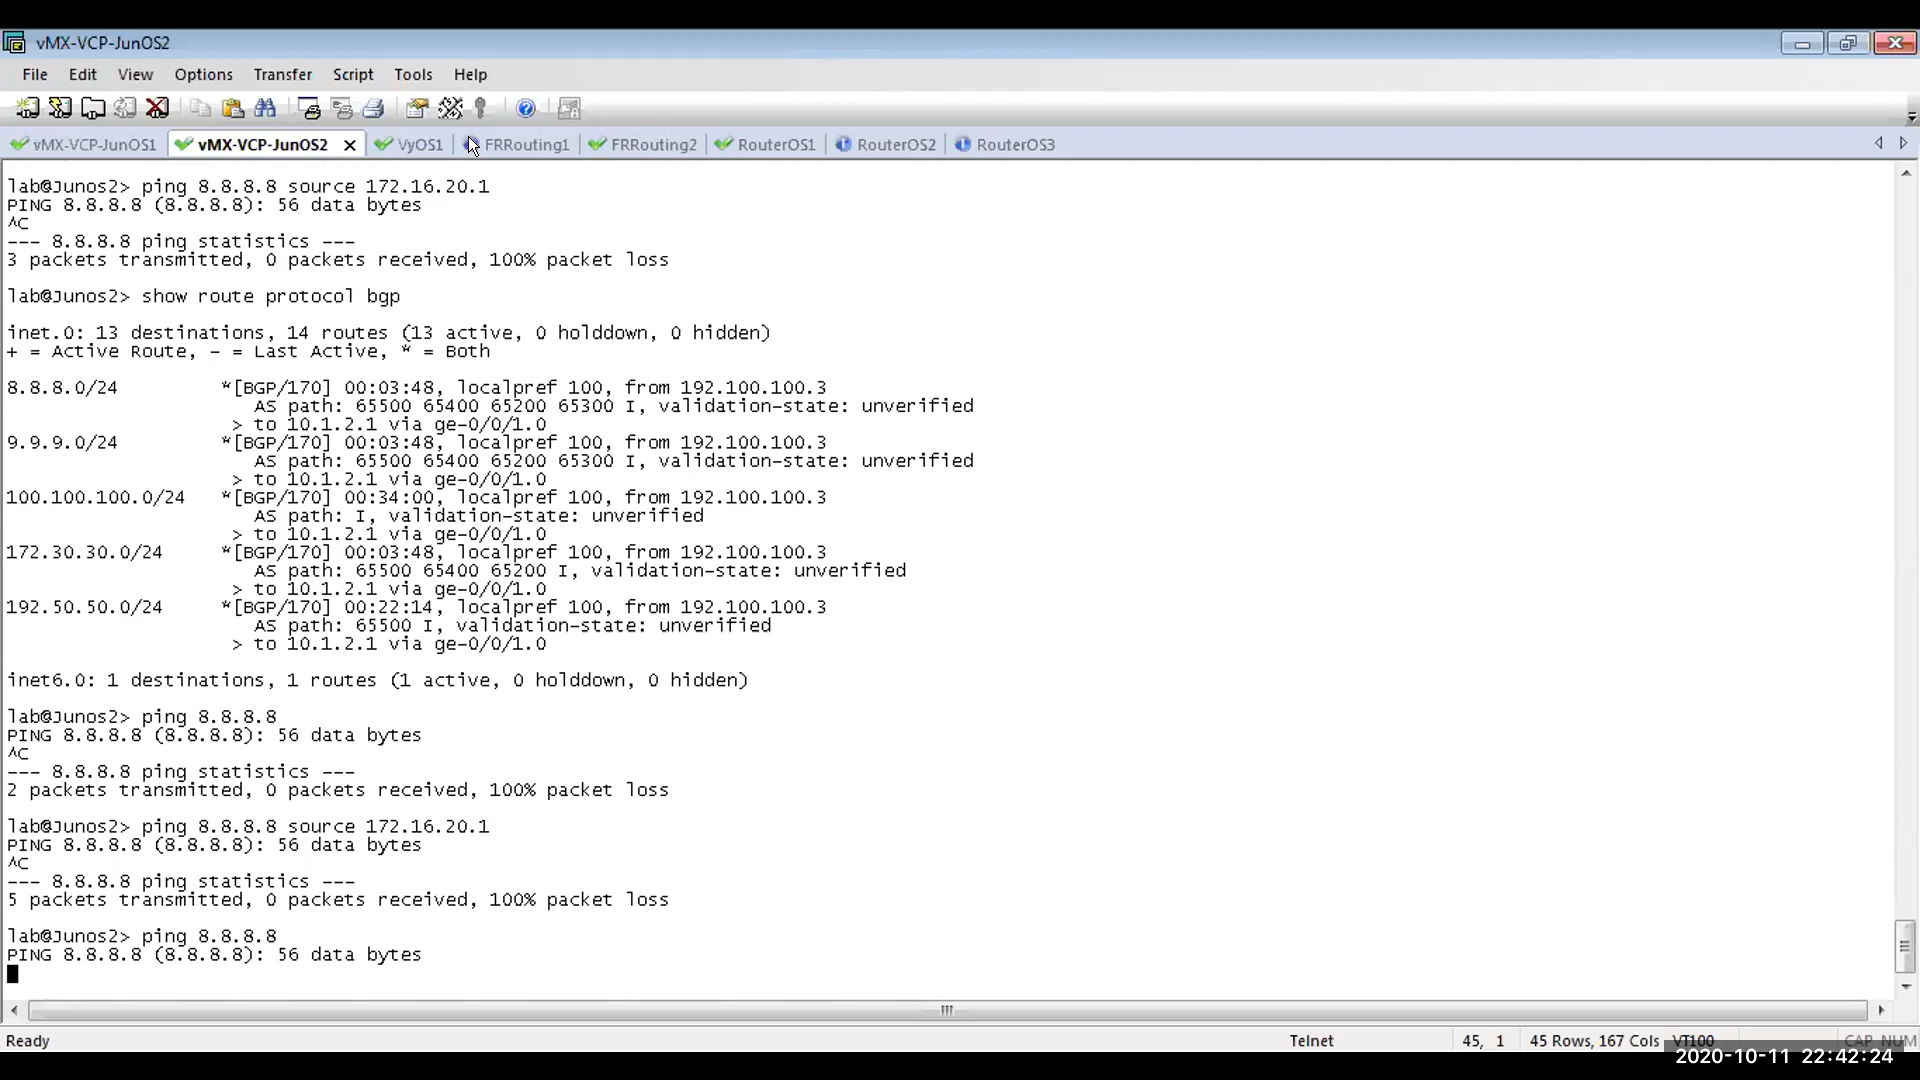 vMX-VCP-JunOS2
File Edit View Options Transfer Script Tools Help
vMX-VCP-JunOS1 vMX-VCP-JunOS2 VyOS1 FRRouting1 FRRouting2 RouterOS1 RouterOS2 RouterOS3
lab@Junos2> ping 8.8.8.8 source 172.16.20.1
PING 8.8.8.8 (8.8.8.8): 56 data bytes
^C
--- 8.8.8.8 ping statistics ---
3 packets transmitted, 0 packets received, 100% packet loss
lab@Junos2> show route protocol bgp
inet.0: 13 destinations, 14 routes (13 active, 0 holddown, 0 hidden)
+ = Active Route, - = Last Active, * = Both
8.8.8.0/24 *[BGP/170] 00:03:48, localpref 100, from 192.100.100.3
AS path: 65500 65400 65200 65300 I, validation-state: unverified
> to 10.1.2.1 via ge-0/0/1.0
9.9.9.0/24 *[BGP/170] 00:03:48, localpref 100, from 192.100.100.3
AS path: 65500 65400 65200 65300 I, validation-state: unverified
> to 10.1.2.1 via ge-0/0/1.0
100.100.100.0/24 *[BGP/170] 00:34:00, localpref 100, from 192.100.100.3
AS path: I, validation-state: unverified
> to 10.1.2.1 via ge-0/0/1.0
172.30.30.0/24 *[BGP/170] 00:03:48, localpref 100, from 192.100.100.3
AS path: 65500 65400 65200 I, validation-state: unverified
> to 10.1.2.1 via ge-0/0/1.0
192.50.50.0/24 *[BGP/170] 00:22:14, localpref 100, from 192.100.100.3
AS path: 65500 I, validation-state: unverified
> to 10.1.2.1 via ge-0/0/1.0
inet6.0: 1 destinations, 1 routes (1 active, 0 holddown, 0 hidden)
lab@Junos2> ping 8.8.8.8
PING 8.8.8.8 (8.8.8.8): 56 data bytes
^C
--- 8.8.8.8 ping statistics ---
2 packets transmitted, 0 packets received, 100% packet loss
lab@Junos2> ping 8.8.8.8 source 172.16.20.1
PING 8.8.8.8 (8.8.8.8): 56 data bytes
^C
--- 8.8.8.8 ping statistics ---
5 packets transmitted, 0 packets received, 100% packet loss
lab@Junos2> ping 8.8.8.8
PING 8.8.8.8 (8.8.8.8): 56 data bytes
Ready Telnet 45, 1 45 Rows, 167 Cols VT100 CAP NUM
2020-10-11 22:42:24